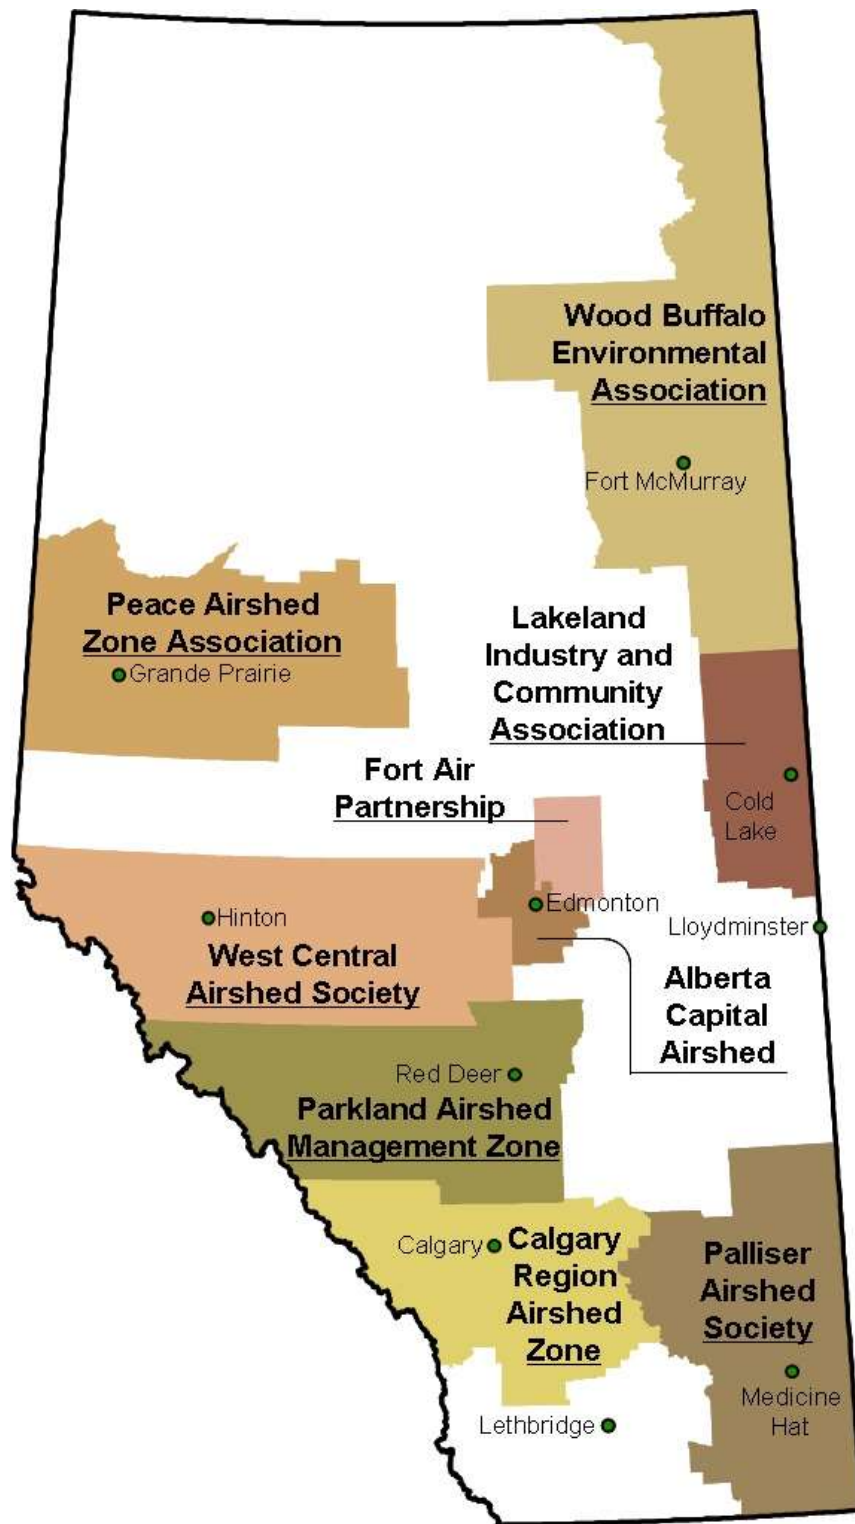 Wood Buffalo
Environmental
Association
Fort McMurray
Peace Airshed
Zone Association
Grande Prairie
Lakeland
Industry and
Community
Association
Fort Air
Partnership
Cold
Lake
Edmonton
Hinton
Lloydminster
West Central
Airshed Society
Alberta
Capital
Airshed
Red Deer
Parkland Airshed
Management Zone
Calgary
Calgary
Region
Airshed
Zone
Palliser
Airshed
Society
Medicine
Hat
Lethbridge